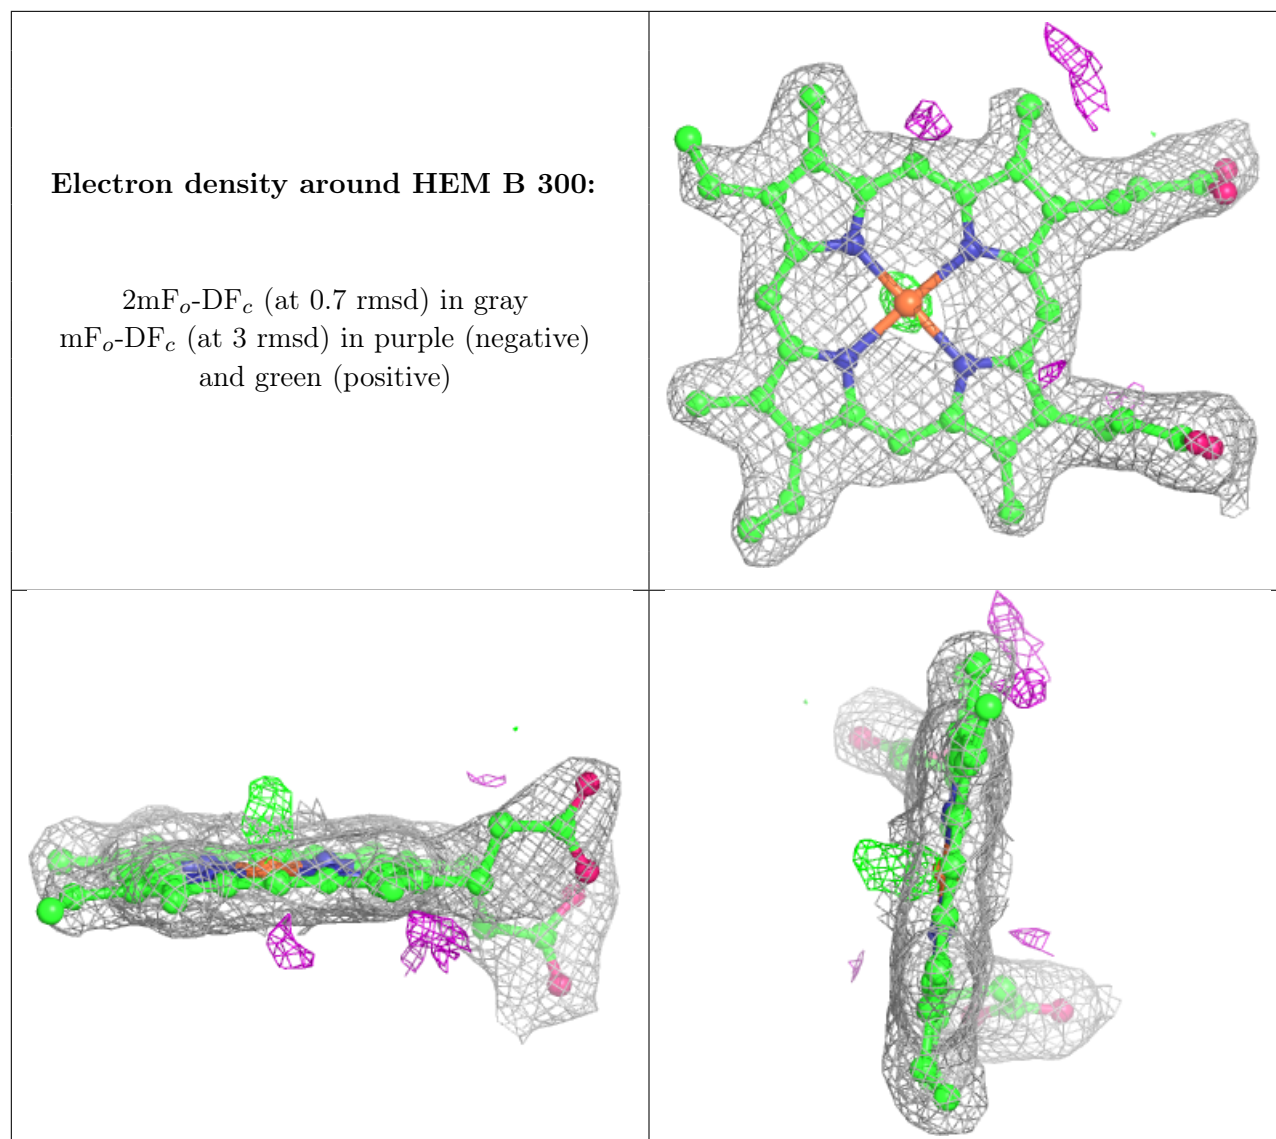 Electron density around HEM B 300:
2mFo-DFc (at 0.7 rmsd) in gray
mFo-DFc (at 3 rmsd) in purple (negative)
and green (positive)